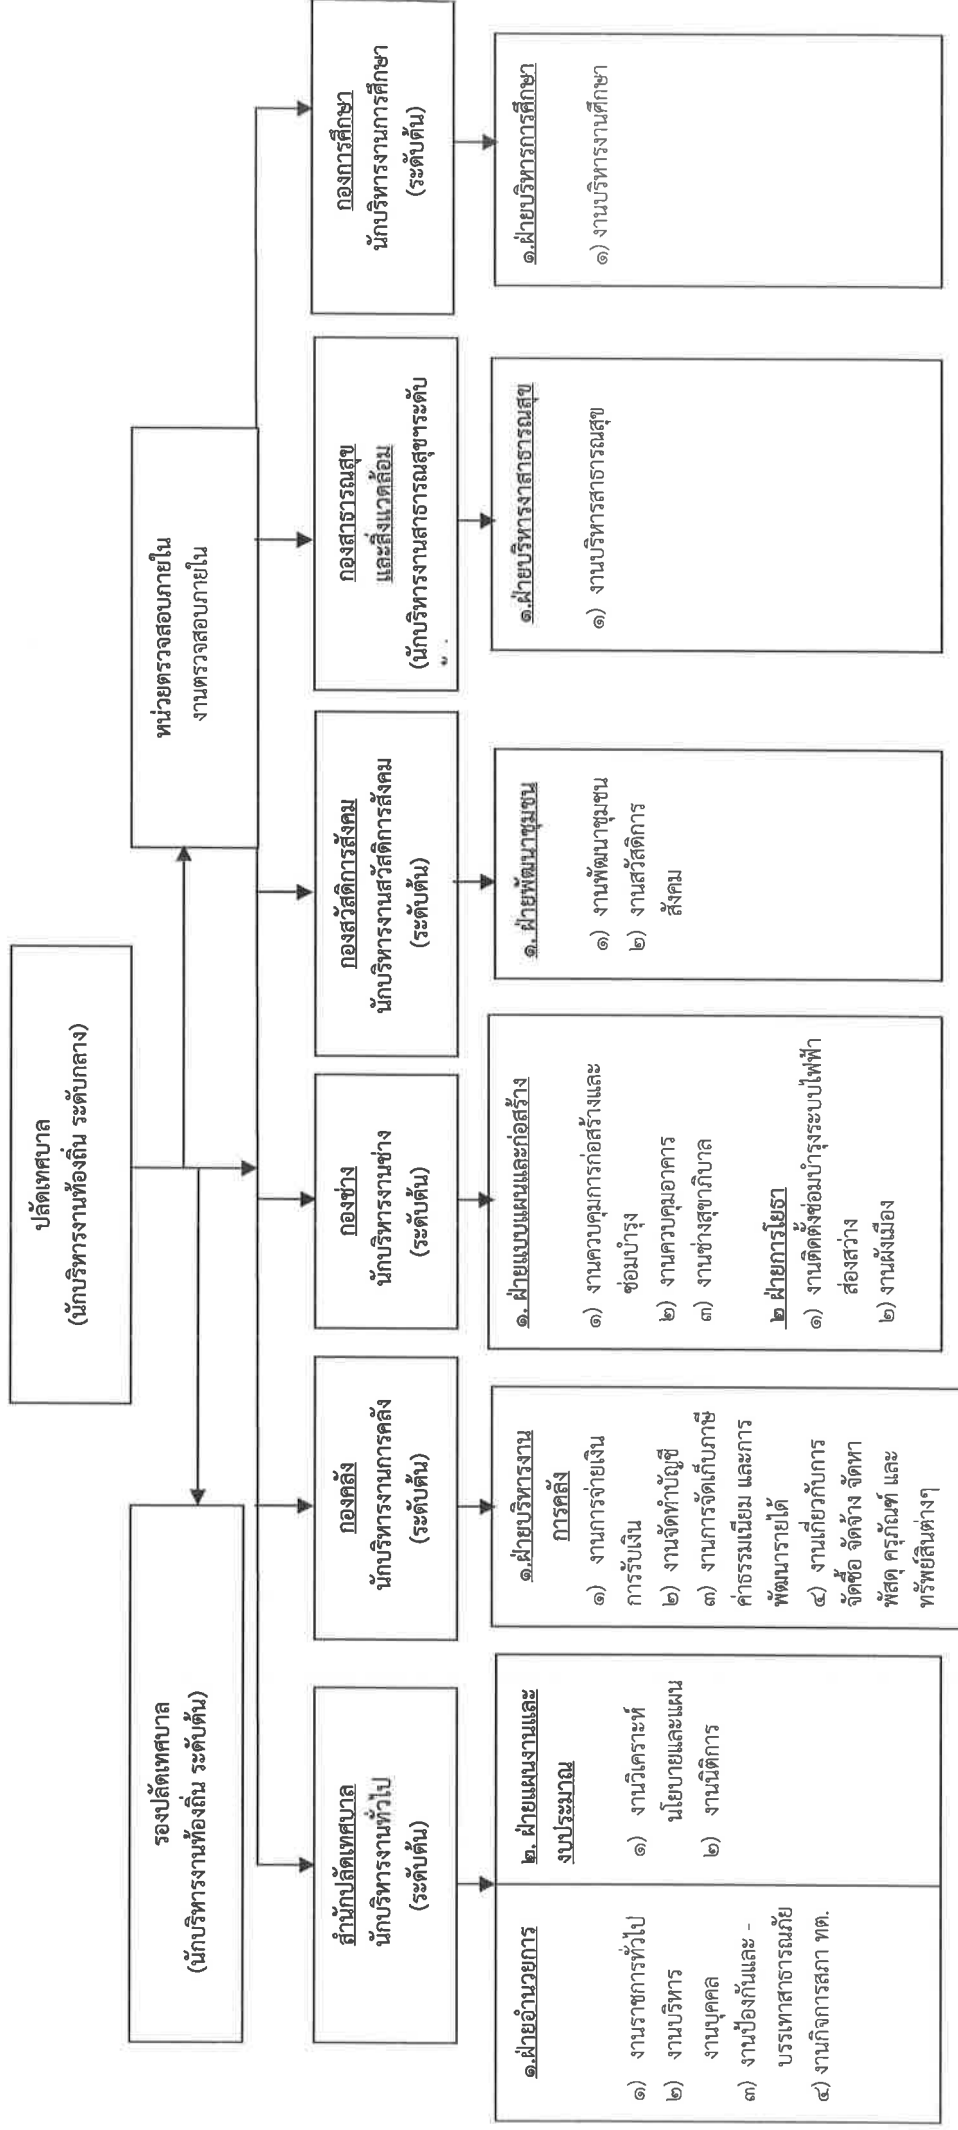 ปลัดเทศบาล
(นักบริหารงานท้องถิ่น ระดับกลาง)
รองปลัดเทศบาล
(นักบริหารงานท้องถิ่น ระดับต้น)
หน่วยตรวจสอบภายใน
งานตรวจสอบภายใน
สำนักปลัดเทศบาล
นักบริหารงานทั่วไป
(ระดับต้น)
กองคลัง
นักบริหารงานการคลัง
(ระดับต้น)
กองช่าง
นักบริหารงานช่าง
(ระดับต้น)
กองสวัสดิการสังคม
นักบริหารงานสวัสดิการสังคม
(ระดับต้น)
กองสาธารณสุข
และสิ่งแวดล้อม
(นักบริหารงานสาธารณสุขฯระดับ
กองการศึกษา
นักบริหารงานการศึกษา
(ระดับต้น)
๑.ฝ่ายอำนวยการ
๑) งานราชการทั่วไป
๒) งานบริหาร
งานบุคคล
๓) งานป้องกันและ -
บรรเทาสาธารณภัย
๔) งานกิจการสภา ทต.
๒. ฝ่ายแผนงานและ
งบประมาณ
๑) งานวิเคราะห์
นโยบายและแผน
๒) งานนิติการ
๑.ฝ่ายบริหารงาน
การคลัง
๑) งานการจ่ายเงิน
การรับเงิน
๒) งานจัดทำบัญชี
๓) งานการจัดเก็บภาษี
ค่าธรรมเนียม และการ
พัฒนารายได้
๔) งานเกี่ยวกับการ
จัดซื้อ จัดจ้าง จัดหา
พัสดุ ครุภัณฑ์ และ
ทรัพย์สินต่างๆ
๑. ฝ่ายแบบแผนและก่อสร้าง
๑) งานควบคุมการก่อสร้างและ
ซ่อมบำรุง
๒) งานควบคุมอาคาร
๓) งานช่างสุขาภิบาล
๒ ฝ่ายการโยธา
๑) งานติดตั้งซ่อมบำรุงระบบไฟฟ้า
ส่องสว่าง
๒) งานผังเมือง
๑. ฝ่ายพัฒนาชุมชน
๑) งานพัฒนาชุมชน
๒) งานสวัสดิการ
สังคม
๑.ฝ่ายบริหารงาสาธารณสุข
๑) งานบริหารสาธารณสุข
๑.ฝ่ายบริหารการศึกษา
๑) งานบริหารงานศึกษา